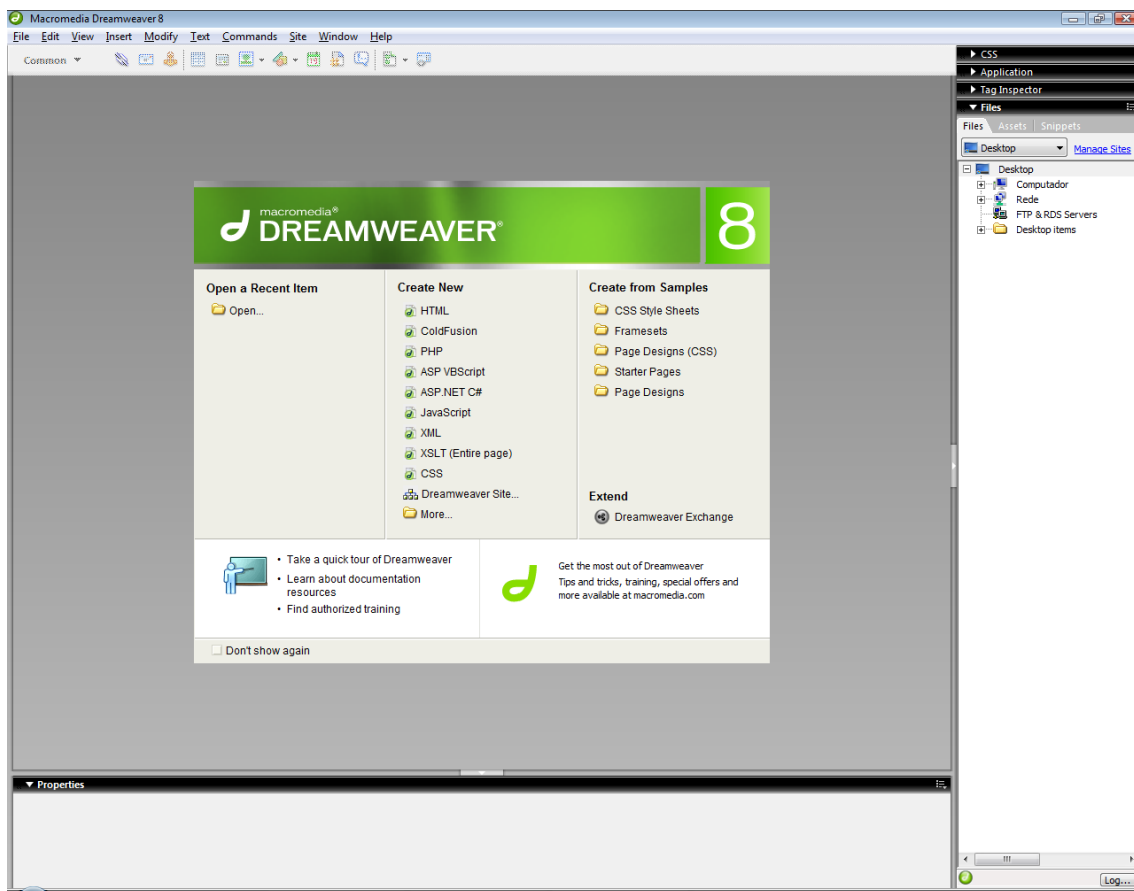 Macromedia Dreamweaver 8
File Edit View Insert Modify Text Commands Site Window Help
Common
CSS
Application
Tag Inspector
Files
Files Assets Snippets
Desktop Manage Sites
Desktop
Computador
Rede
FTP & RDS Servers
Desktop items
macromedia®
DREAMWEAVER®
8
Open a Recent Item
Open...
Create New
HTML
ColdFusion
PHP
ASP VBScript
ASP.NET C#
JavaScript
XML
XSLT (Entire page)
CSS
Dreamweaver Site...
More...
Create from Samples
CSS Style Sheets
Framesets
Page Designs (CSS)
Starter Pages
Page Designs
Extend
Dreamweaver Exchange
• Take a quick tour of Dreamweaver
• Learn about documentation
resources
• Find authorized training
Get the most out of Dreamweaver
Tips and tricks, training, special offers and
more available at macromedia.com
Don't show again
Properties
Log...